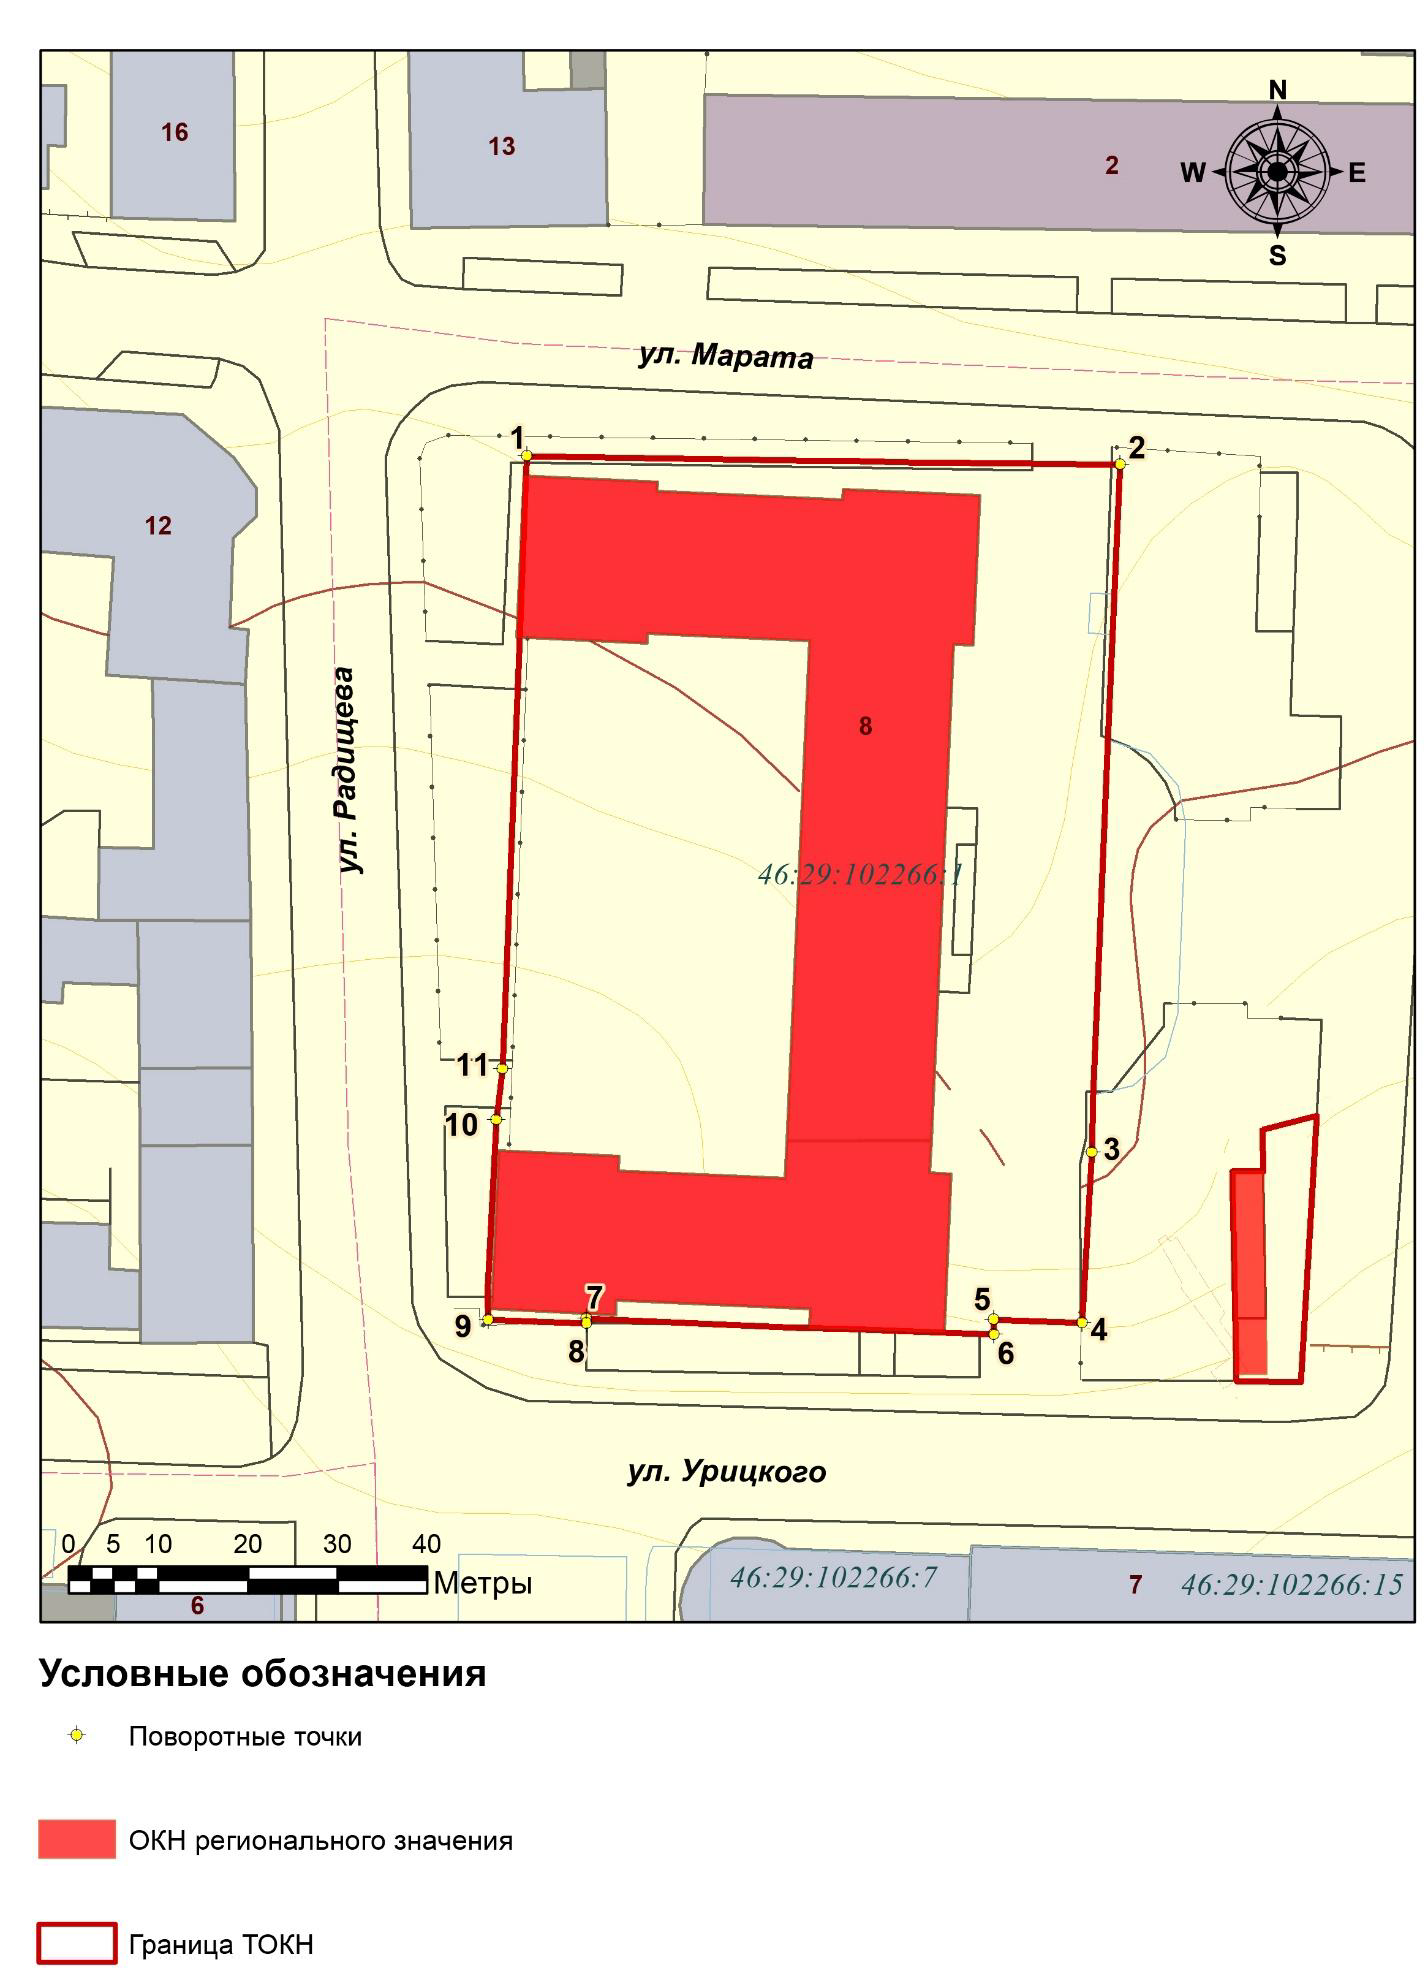 N
16
13
2
W
E
S
ул. Марата
1
2
12
ул. Радищева
8
46:29:102266:1
11
10
3
7
5
9
4
8
6
ул. Урицкого
0 5 10 20 30 40
Метры
46:29:102266:7
7
46:29:102266:15
6
Условные обозначения
Поворотные точки
ОКН регионального значения
Граница ТОКН